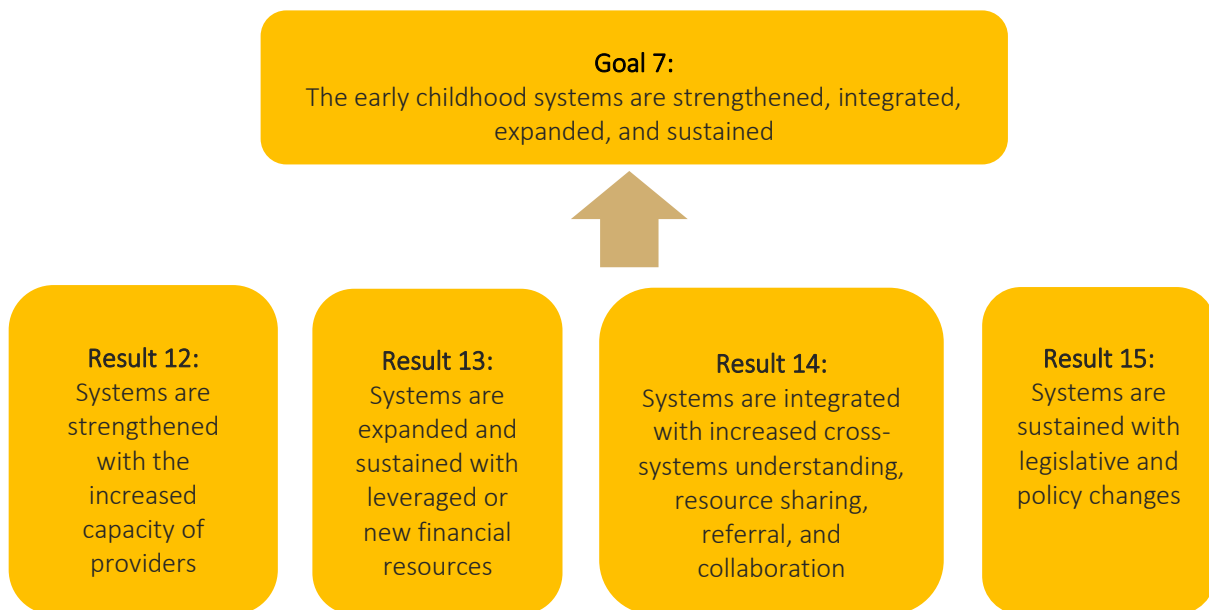 Goal 7:
The early childhood systems are strengthened, integrated,
expanded, and sustained
Result 12:
Systems are
strengthened
with the
increased
capacity of
providers
Result 13:
Systems are
expanded and
sustained with
leveraged or
new financial
resources
Result 14:
Systems are integrated
with increased cross-
systems understanding,
resource sharing,
referral, and
collaboration
Result 15:
Systems are
sustained with
legislative and
policy changes